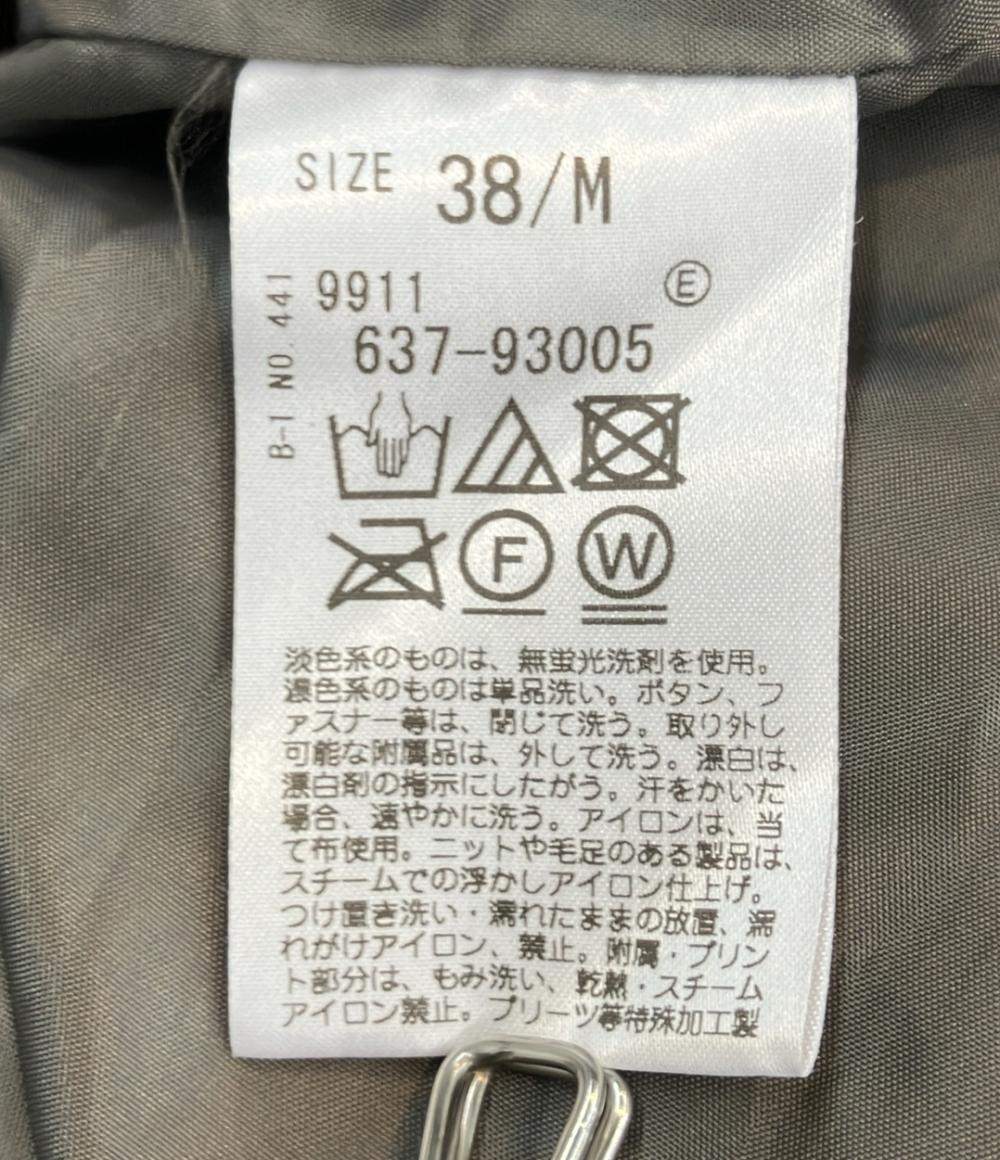 SIZE 38/M
9911 Ⓔ
B-1 NO.441
637-93005
F W
淡色系のものは、無蛍光洗剤を使用。
濃色系のものは単品洗い。ボタン、フ
ァスナー等は、閉じて洗う。取り外し
可能な附属品は、外して洗う。漂白は、
漂白剤の指示にしたがう。汗をかいた
場合、速やかに洗う。アイロンは、当
て布使用。ニットや毛足のある製品は、
スチームでの浮かしアイロン仕上げ。
つけ置き洗い・濡れたままの放置、濡
れがけアイロン、禁止。附属・プリン
ト部分は、もみ洗い、乾熱・スチーム
アイロン禁止。プリーツ等特殊加工製